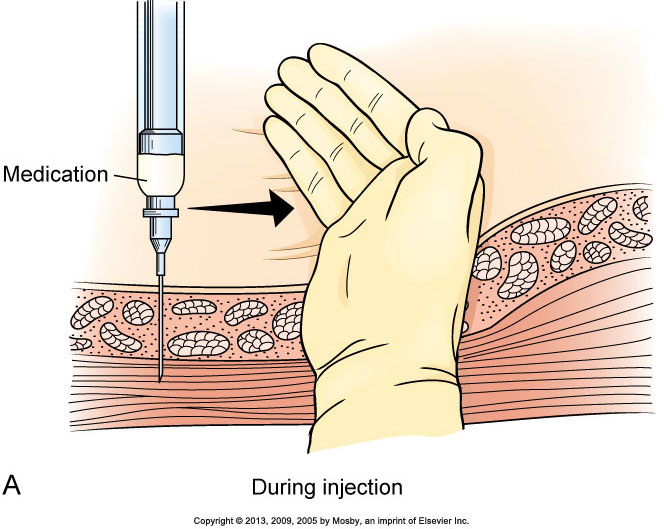 Medication
A
During injection
Copyright © 2013, 2009, 2005 by Mosby, an imprint of Elsevier Inc.